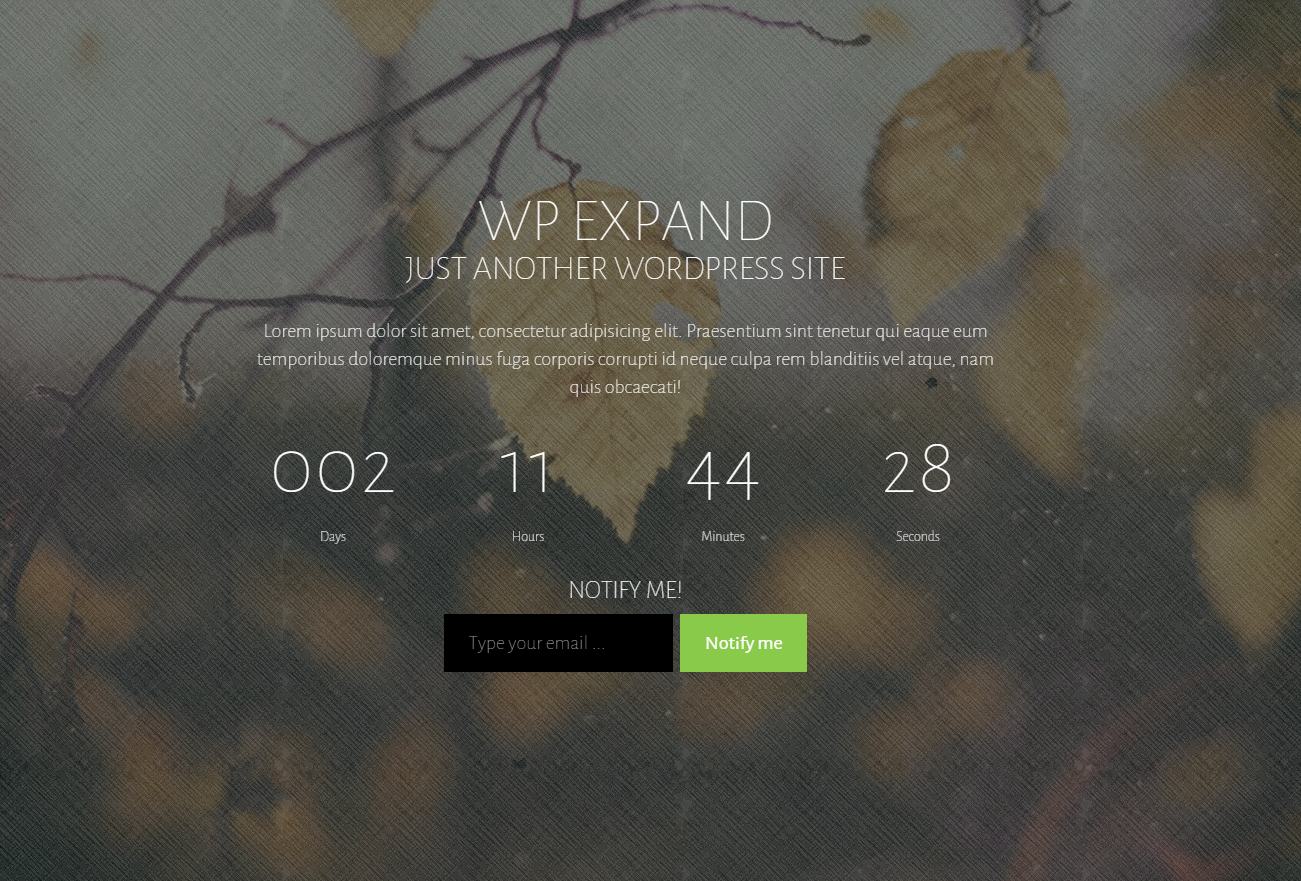 WP EXPAND
JUST ANOTHER WORDPRESS SITE
Lorem ipsum dolor sit amet, consectetur adipisicing elit. Praesentium sint tenetur qui eaque eum
temporibus doloremque minus fuga corporis corrupti id neque culpa rem blanditiis vel atque, nam
quis obcaecati!
002 11 44 28
Days Hours Minutes Seconds
NOTIFY ME!
Type your email ... Notify me